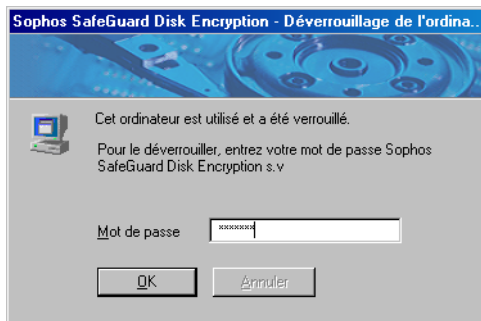 Sophos SafeGuard Disk Encryption - Déverrouillage de l'ordina...
Cet ordinateur est utilisé et a été verrouillé.
Pour le déverrouiller, entrez votre mot de passe Sophos
SafeGuard Disk Encryption s.v
Mot de passe
*******
OK
Annuler